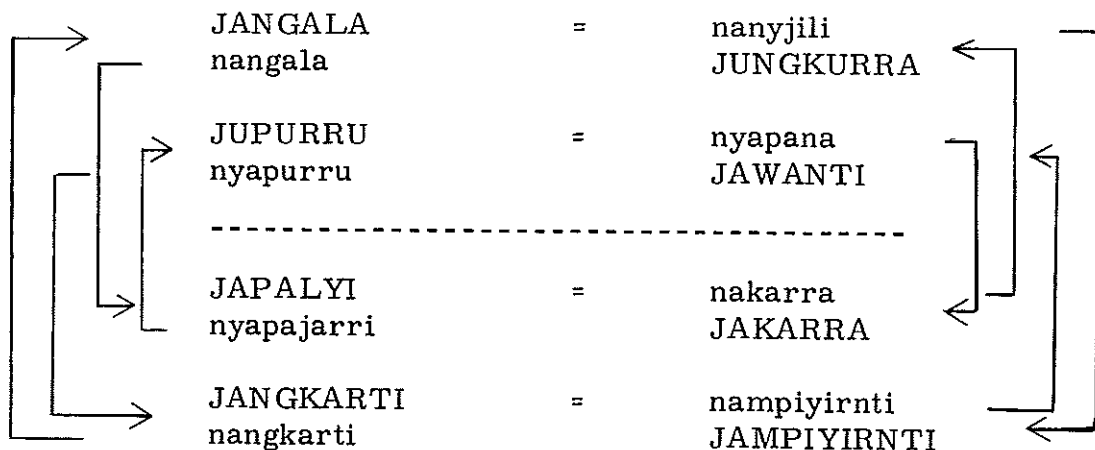 JANGALA = nanyjili
nangala JUNGKURRA
JUPURRU = nyapana
nyapurru JAWANTI
JAPALYI = nakarra
nyapajarri JAKARRA
JANGKARTI = nampiyirnti
nangkarti JAMPIYIRNTI